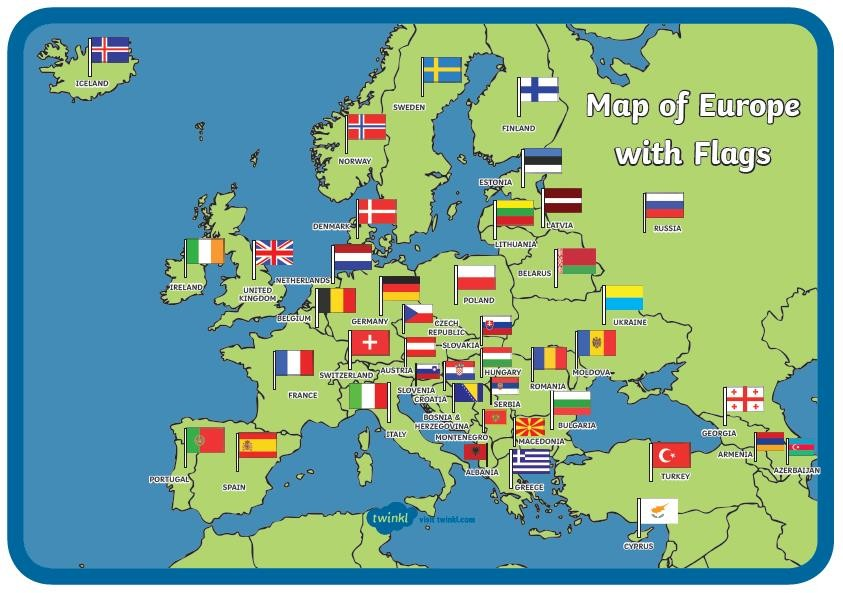 ICELAND
SWEDEN
FINLAND
Map of Europe
with Flags
NORWAY
ESTONIA
DENMARK
LATVIA
RUSSIA
LITHUANIA
IRELAND
UNITED
KINGDOM
NETHERLANDS
BELARUS
BELGIUM
GERMANY
POLAND
CZECH
REPUBLIC
UKRAINE
SLOVAKIA
FRANCE
SWITZERLAND
AUSTRIA
HUNGARY
ROMANIA
MOLDOVA
SLOVENIA
CROATIA
SERBIA
BOSNIA &
HERZEGOVINA
BULGARIA
ITALY
MONTENEGRO
MACEDONIA
GEORGIA
ARMENIA
AZERBAIJAN
PORTUGAL
SPAIN
ALBANIA
GREECE
TURKEY
CYPRUS
twinkl visit twinkl.com